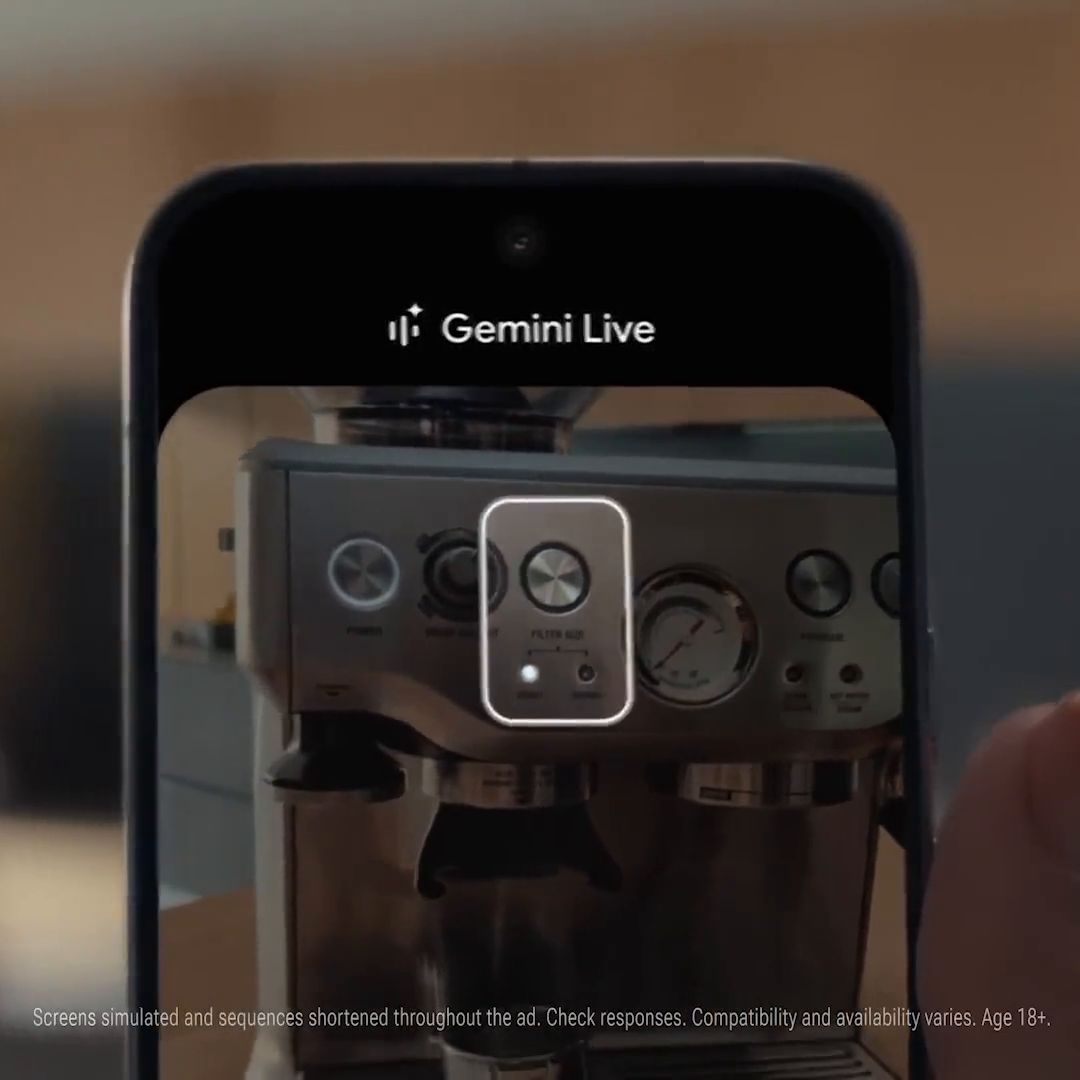 Gemini Live
POWER
FILTER SIZE
Screens simulated and sequences shortened throughout the ad. Check responses. Compatibility and availability varies. Age 18+.